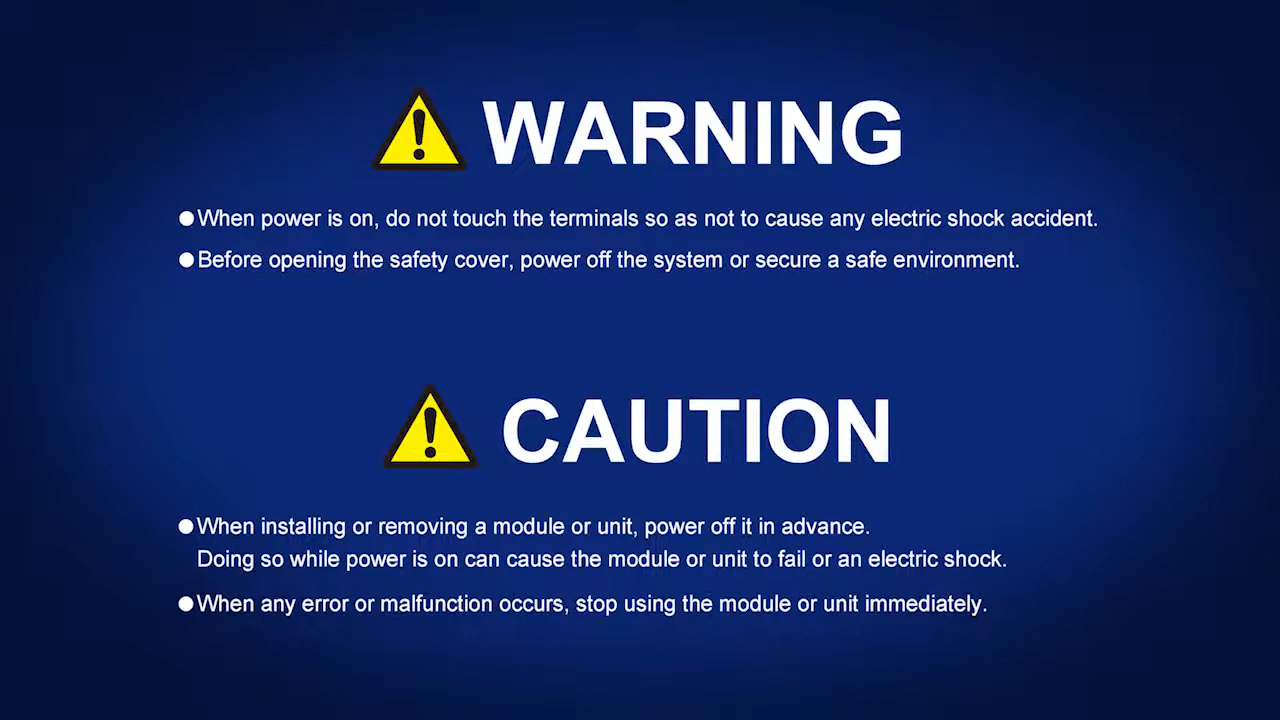 WARNING
●When power is on, do not touch the terminals so as not to cause any electric shock accident.
●Before opening the safety cover, power off the system or secure a safe environment.
CAUTION
●When installing or removing a module or unit, power off it in advance.
Doing so while power is on can cause the module or unit to fail or an electric shock.
●When any error or malfunction occurs, stop using the module or unit immediately.